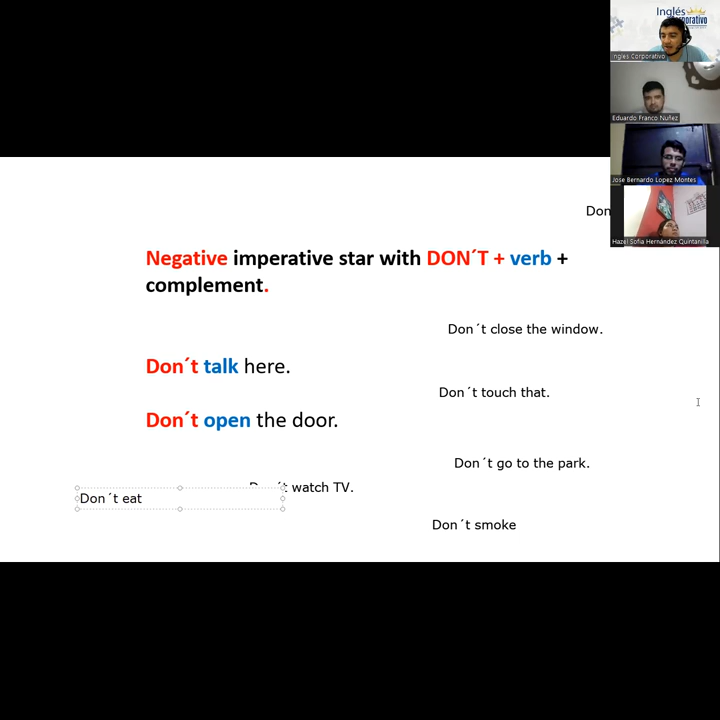 Inglés
Corporativo
Ingles Corporativo
Eduardo Franco Nuñez
Jose Bernardo Lopez Montes
Hazel Sofia Hernández Quintanilla
Don
Negative imperative star with DON´T + verb +
complement.
Don´t close the window.
Don´t talk here.
Don´t touch that.
Don´t open the door.
Don´t go to the park.
Don´t watch TV.
Don´t eat
Don´t smoke